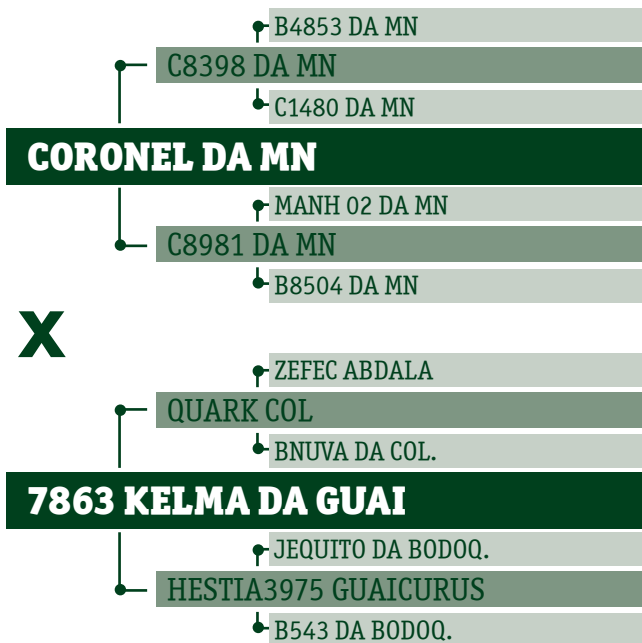 B4853 DA MN
C8398 DA MN
C1480 DA MN
CORONEL DA MN
MANH 02 DA MN
C8981 DA MN
B8504 DA MN
X
ZEFEC ABDALA
QUARK COL
BNUVA DA COL.
7863 KELMA DA GUAI
JEQUITO DA BODOQ.
HESTIA3975 GUAICURUS
B543 DA BODOQ.